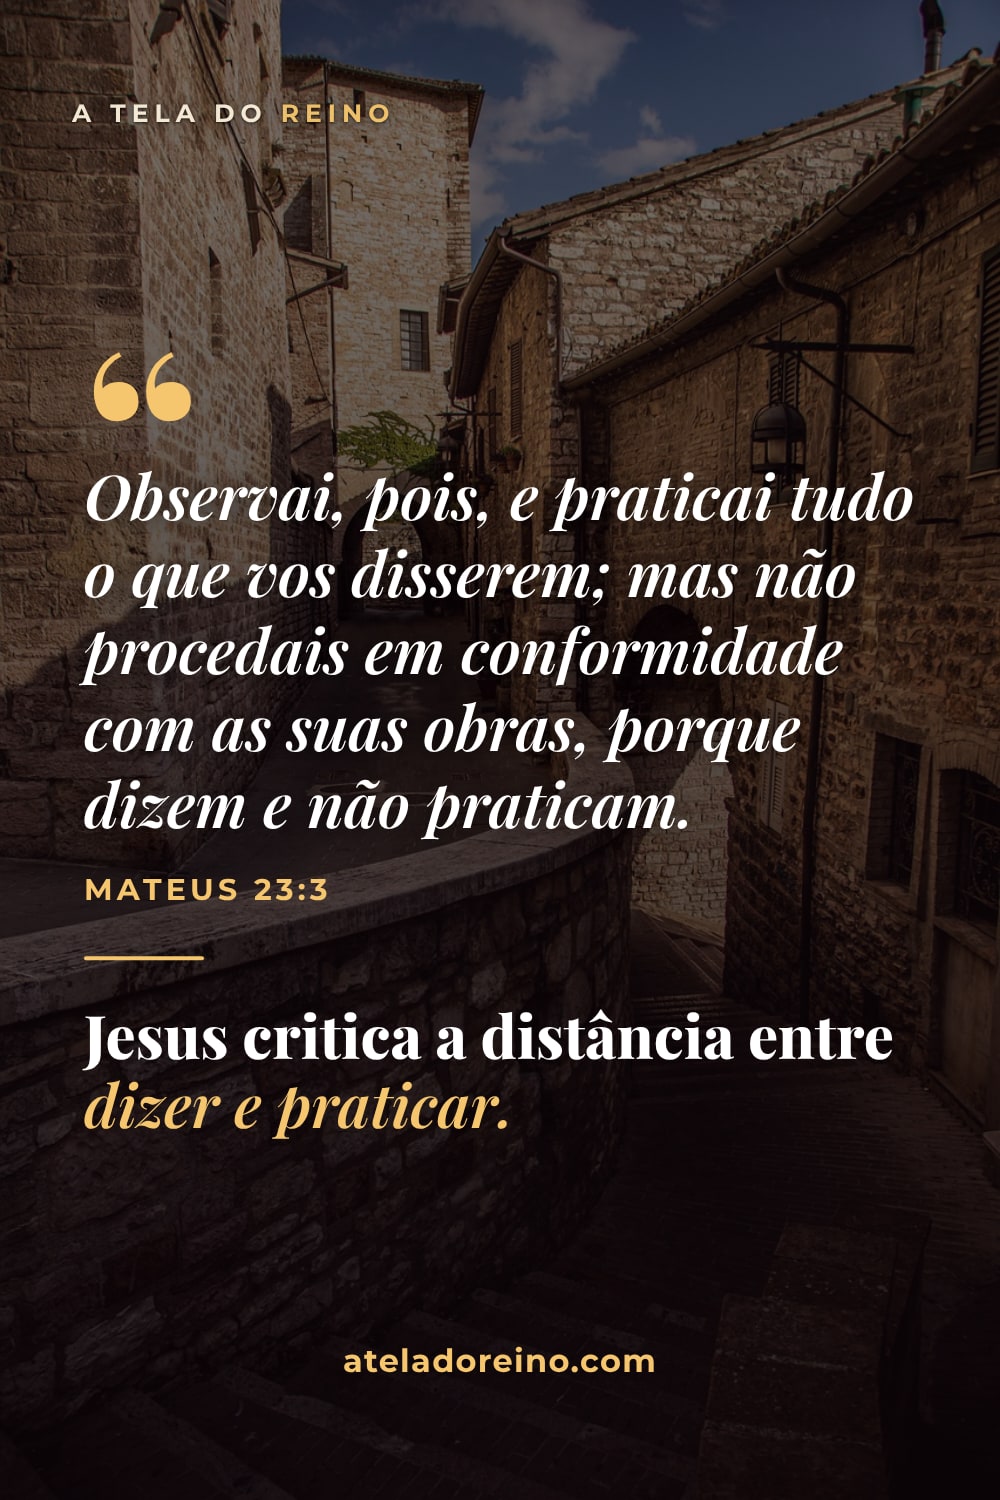 A TELA DO REINO
“
Observai, pois, e praticai tudo
o que vos disserem; mas não
procedais em conformidade
com as suas obras, porque
dizem e não praticam.
MATEUS 23:3
Jesus critica a distância entre
dizer e praticar.
ateladoreino.com